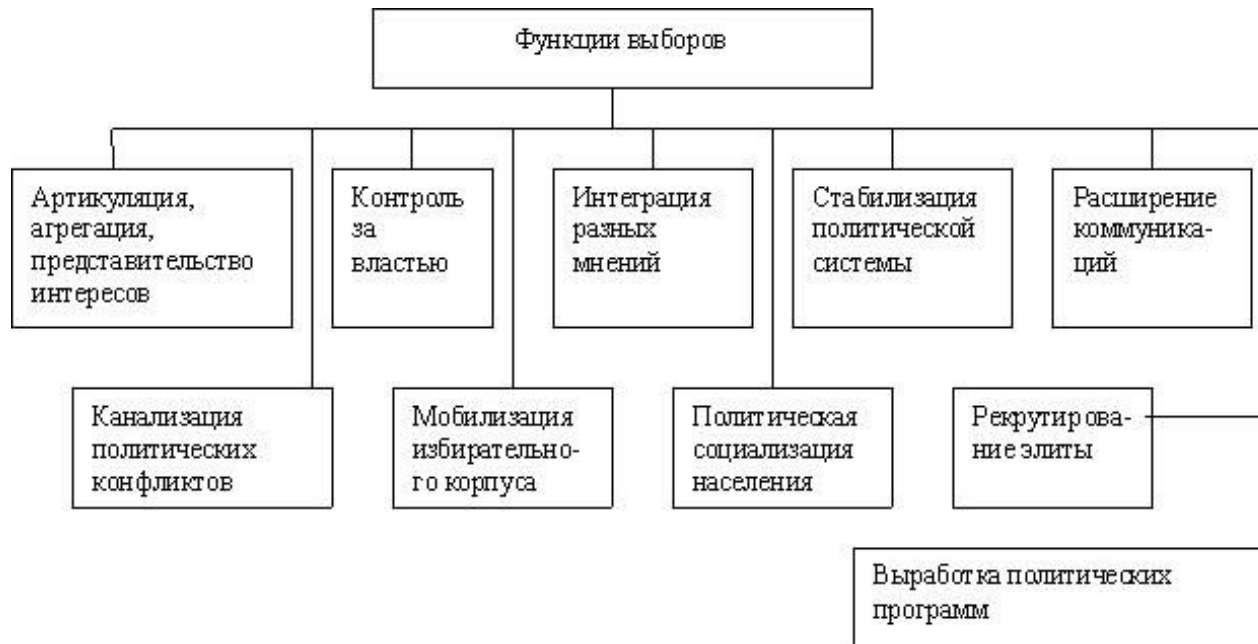 Функции выборов
Артикуляция,
агрегация,
представительство
интересов
Контроль
за
властью
Интеграция
разных
мнений
Стабилизация
политической
системы
Расширение
коммуника-
ций
Канализация
политических
конфликтов
Мобилизация
избирательно-
го корпуса
Политическая
социализация
населения
Рекрутирова-
ние элиты
Выработка политических
программ